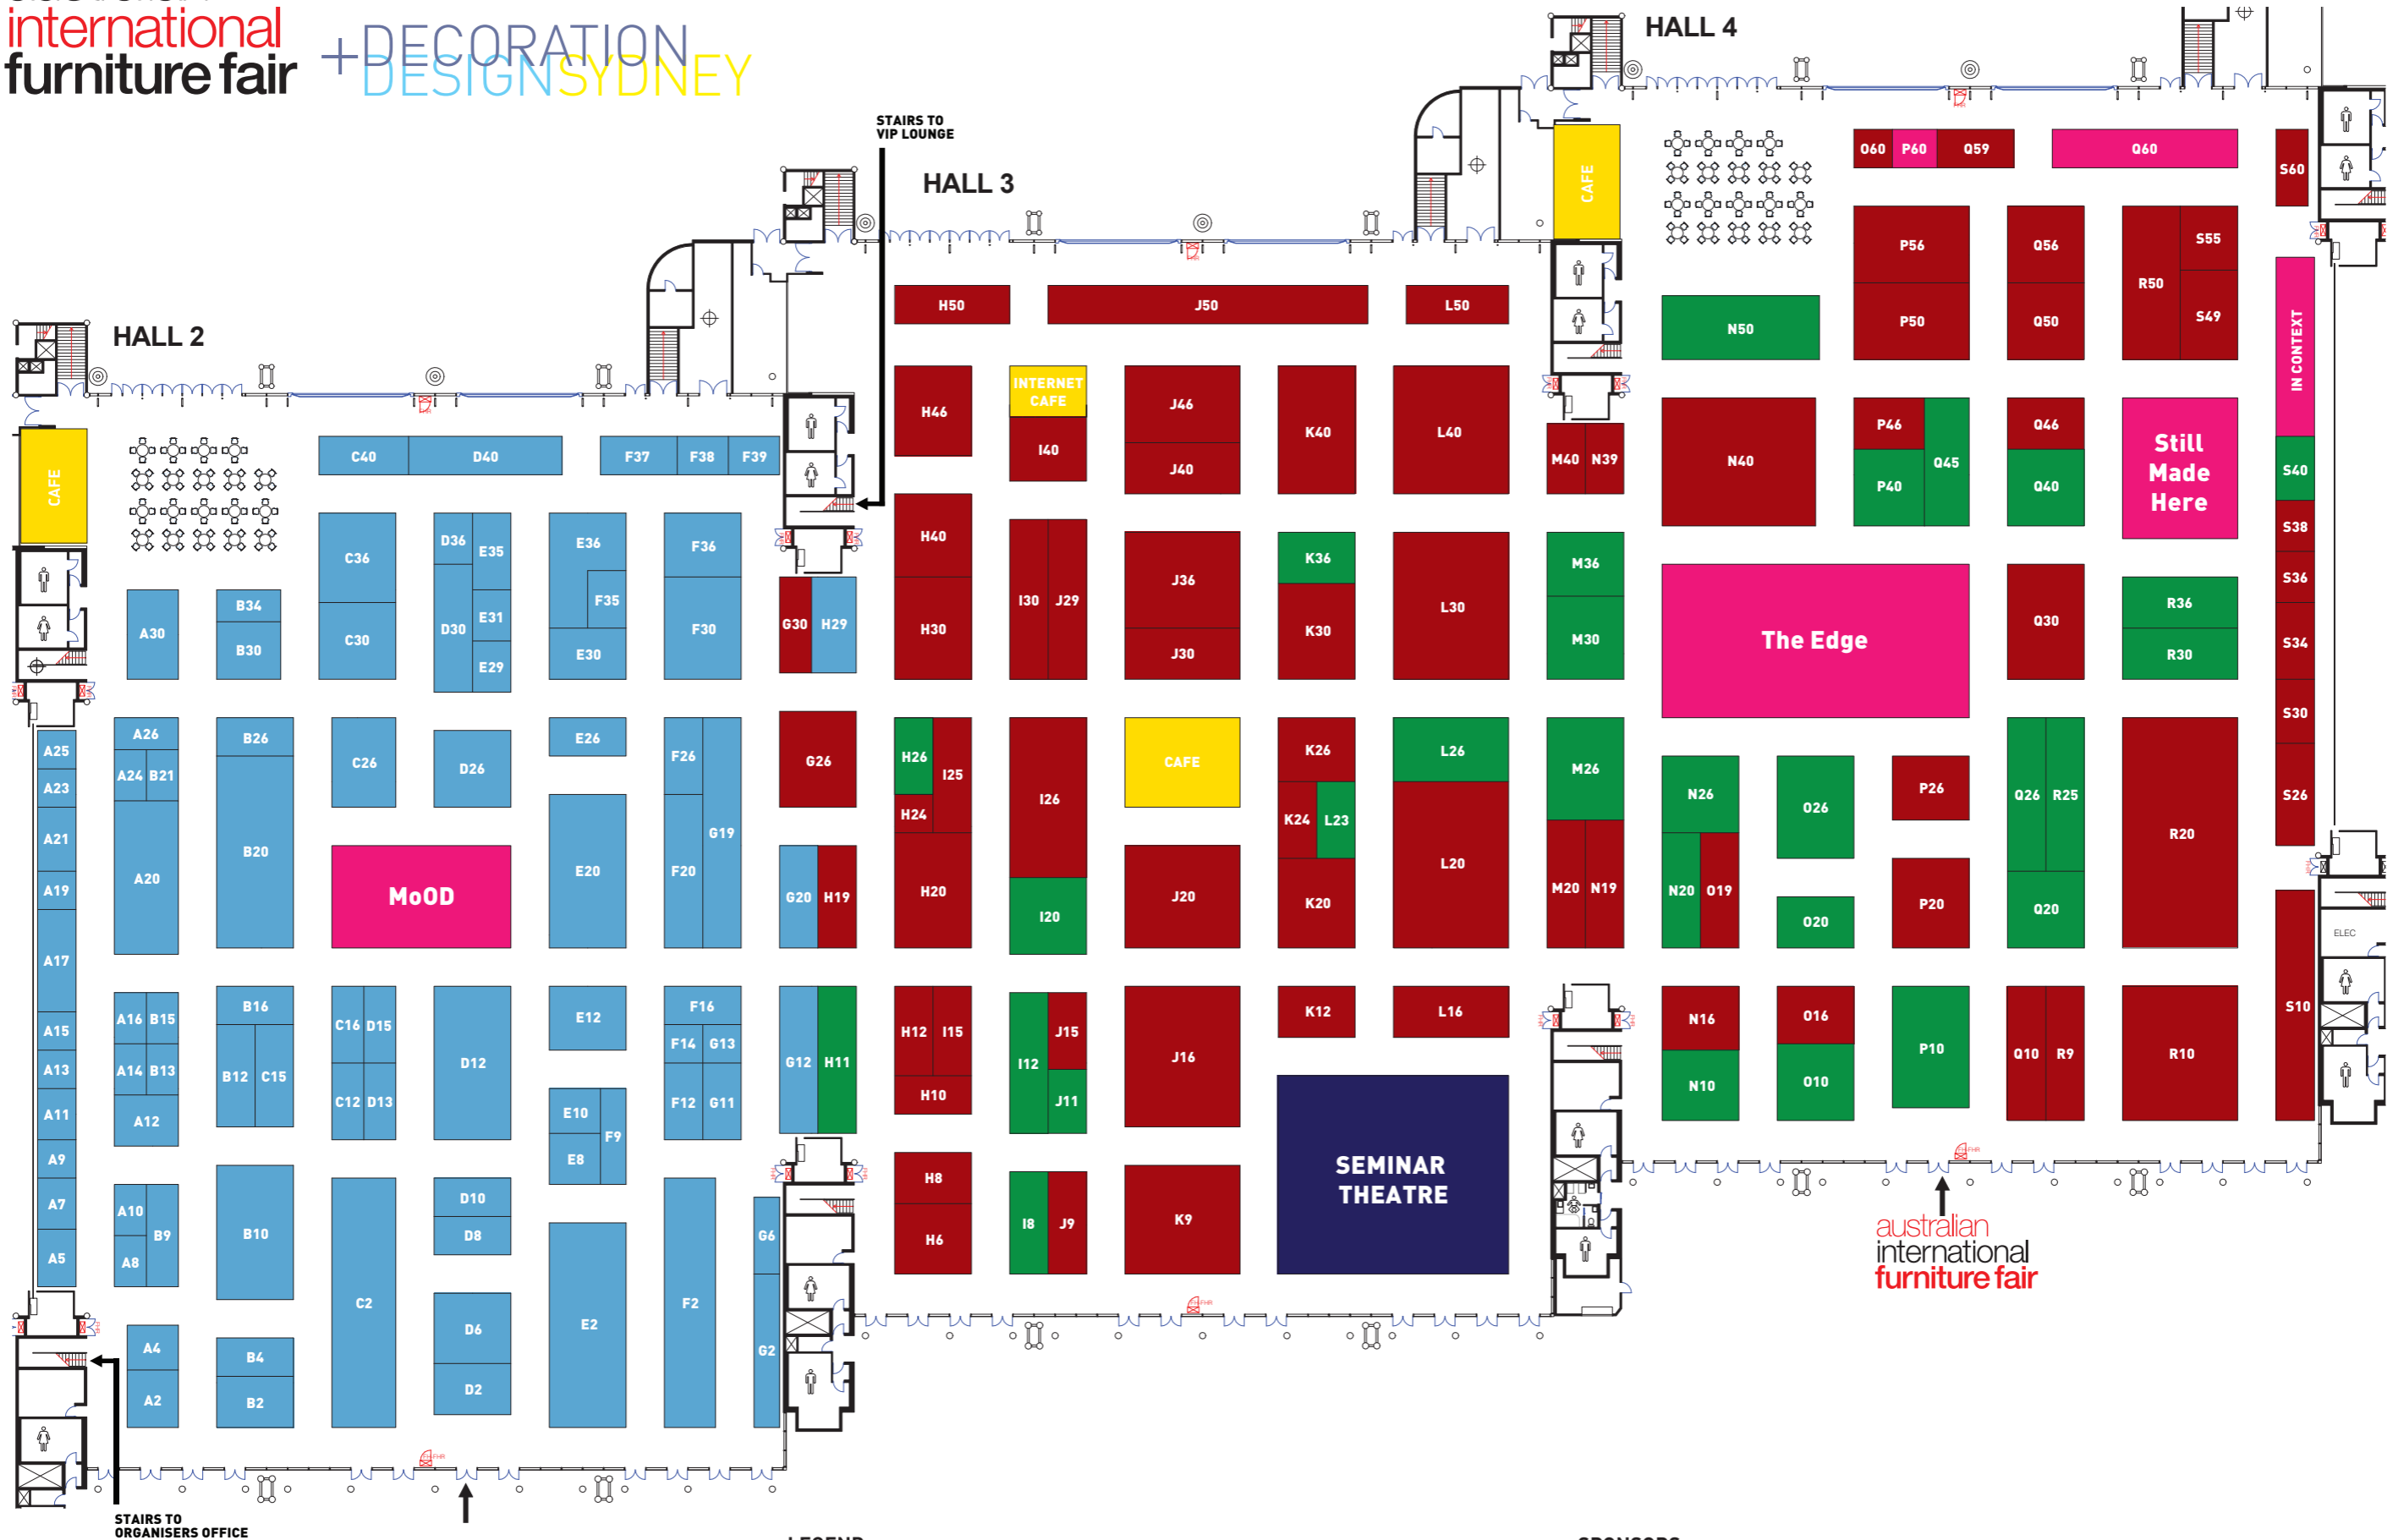 international
furniture fair
+DECORATION
DESIGNSYDNEY
HALL 4
STAIRS TO
VIP LOUNGE
HALL 3
HALL 2
CAFE
O60 P60 Q59 Q60 S60
P56 Q56 R50 S55
P50 Q50 S49
N50
IN CONTEXT
H50 J50 L50
H46
INTERNET
CAFE
I40
J46
J40
K40 L40
M40 N39
N40
P46 Q45 Q46
P40 Q40
Still
Made
Here
S40
S38
S36
S34
S30
S26
S10
CAFE
C40 D40 F37 F38 F39
C36 D36 E35 E36 F36
F35
A30 B34 C30 D30 E31 F30
B30 E29 E30
G30 H29
H40
H30
I30 J29
J36
J30
K36
K30
L30
M36
M30
The Edge
Q30
R36
R30
A25
A23
A21
A19
A17
A15
A13
A11
A9
A7
A5
A26
A24 B21
A20
B26
B20
C26 D26
MoOD
E26
E20
F26
F20 G19
G26
G20 H19
H26 I25
H24
H20
I26
I20
CAFE
J20
K26
K24 L23
K20
L26
L20
M26
M20 N19
N26
N20 O19
O26
O20
P26
P20
Q26 R25
Q20
R20
ELEC
A16 B15
A14 B13
A12
B16
B12 C15
C16 D15
C12 D13
D12
E12
E10 F9
E8
F16
F14 G13
F12 G11
G12 H11
H12 I15
H10
I12 J15
J11
J16
K12 L16
SEMINAR
THEATRE
N16
N10
O16
O10
P10
Q10 R9
R10
A10 B9
A8
B10
C2
D10
D8
D6
D2
E2
F2
G6
G2
H8
H6
I8 J9
K9
A4
A2
B4
B2
australian
international
furniture fair
STAIRS TO
ORGANISERS OFFICE
LEGEND
SPONSORS